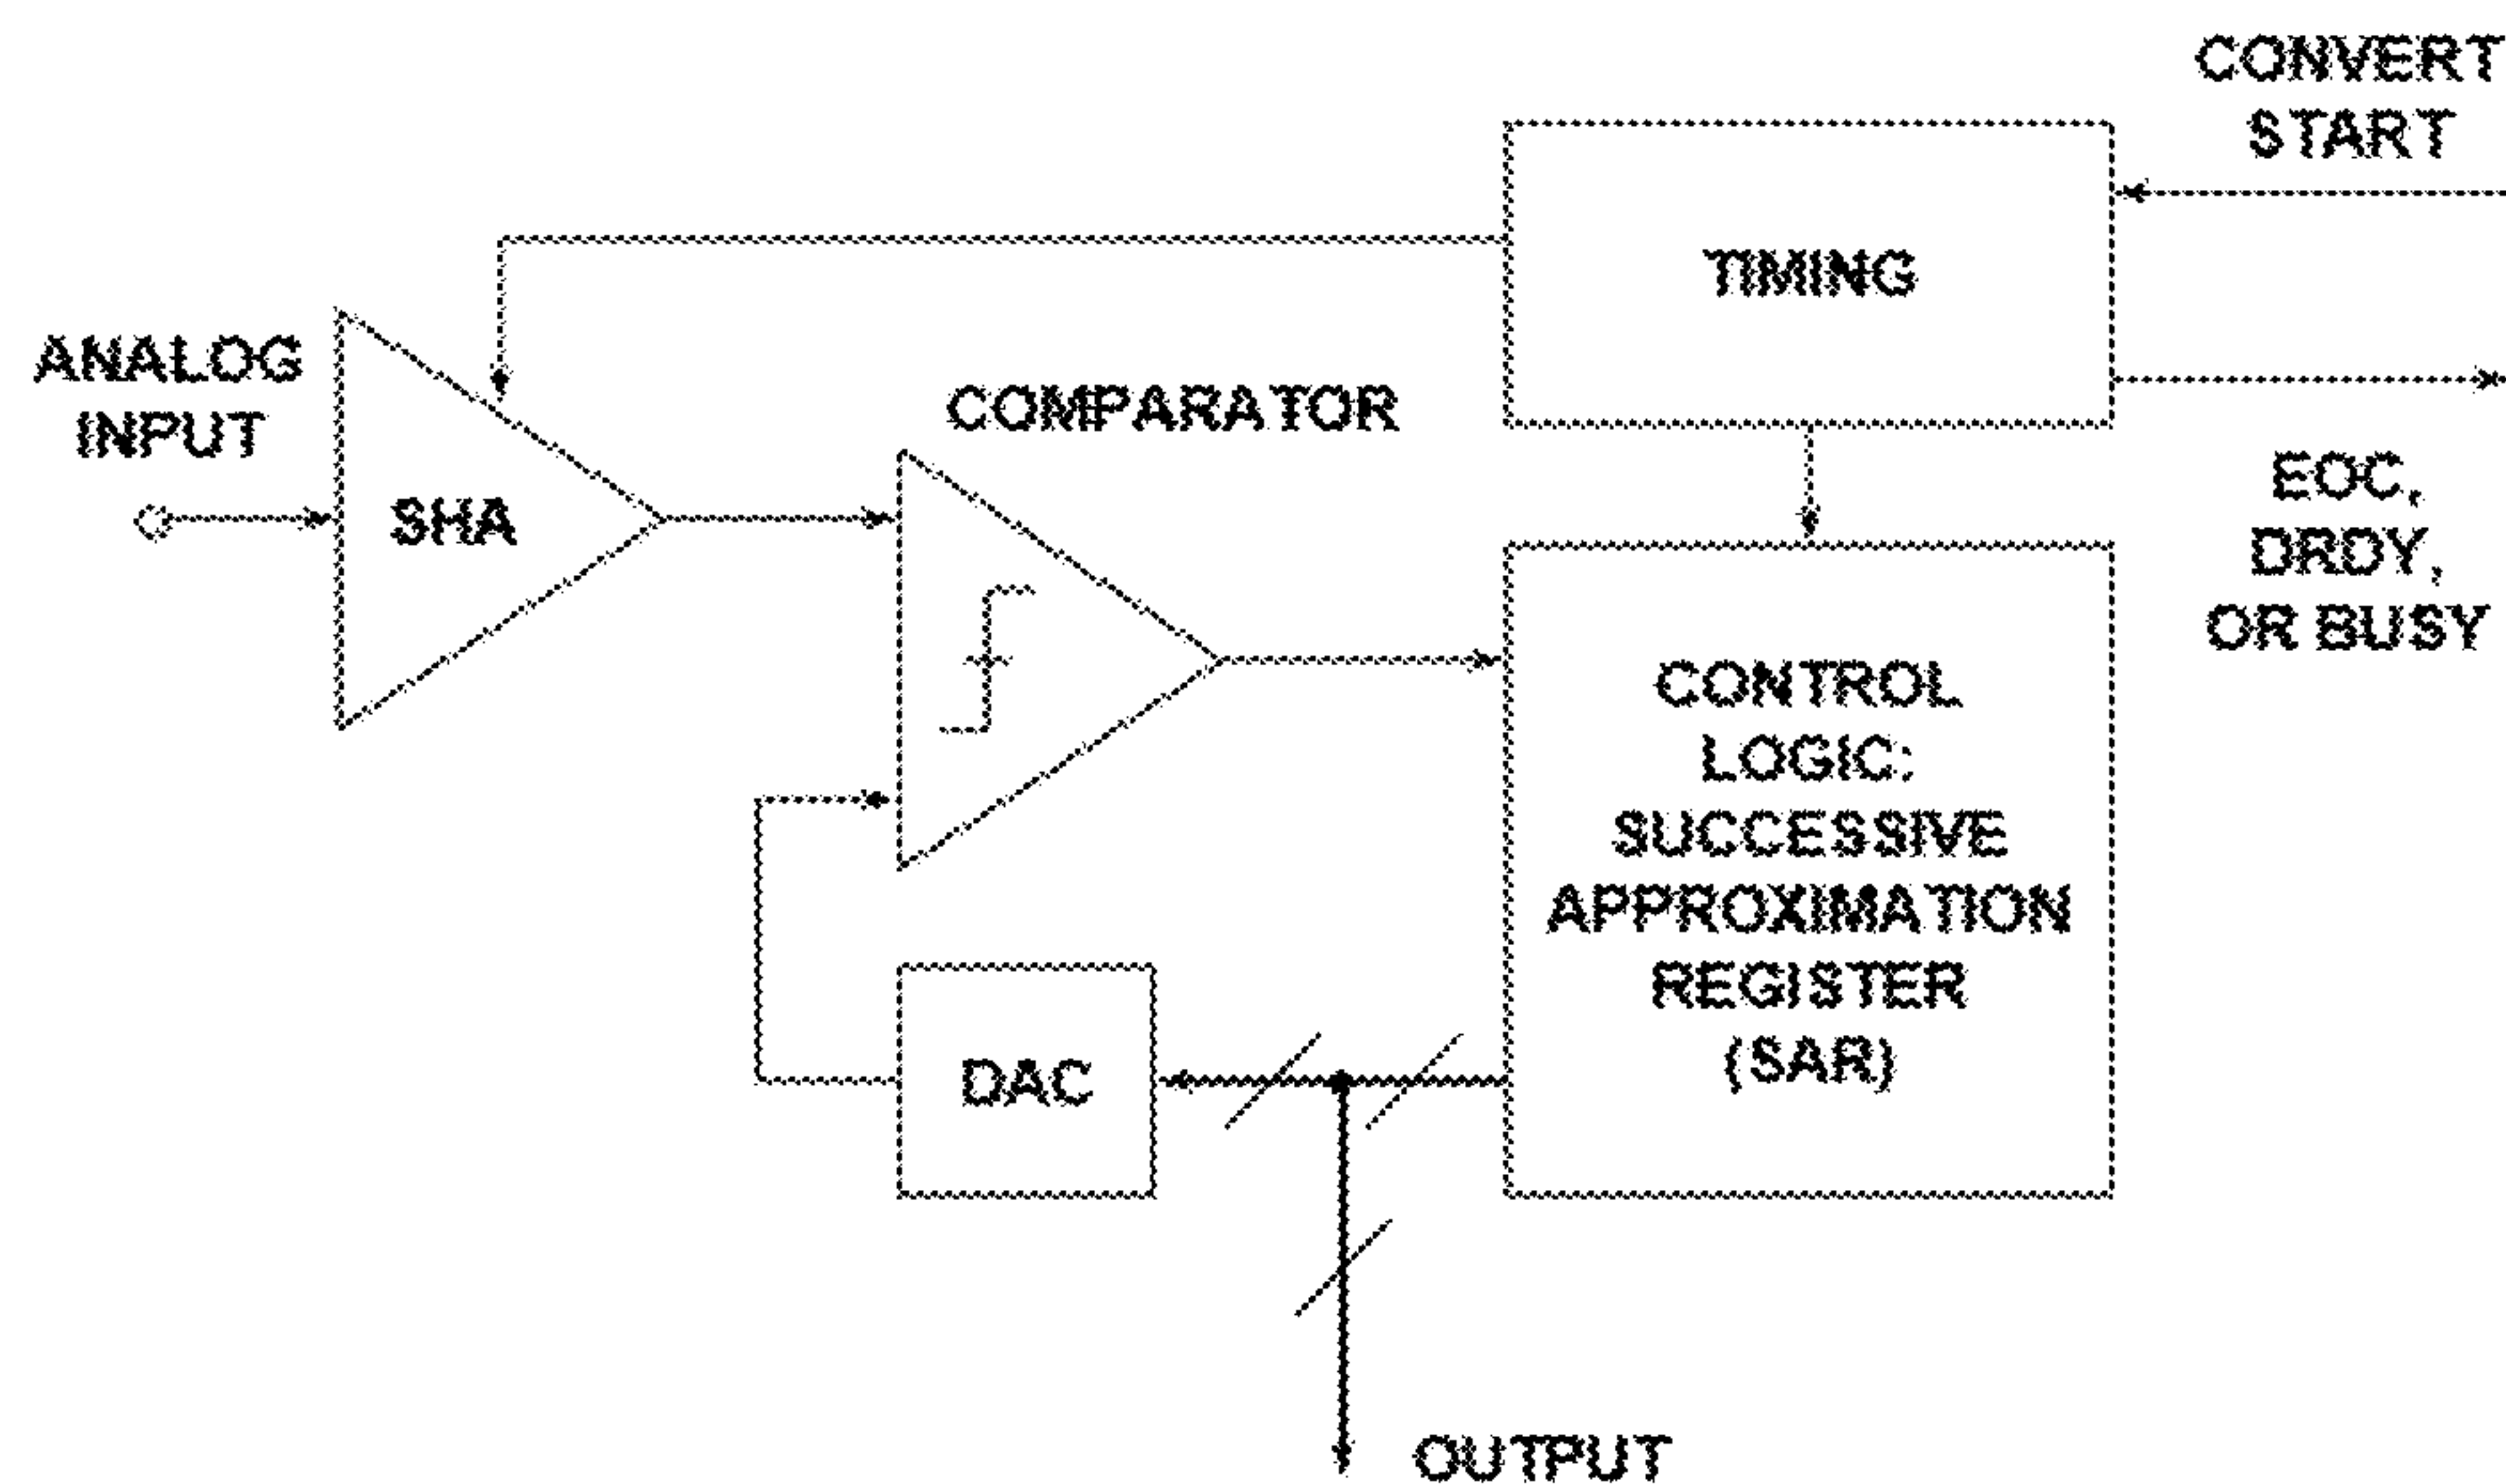 CONVERT
START
TIMING
ANALOG
INPUT
COMPARATOR
SHA
EOC,
DRDY,
OR BUSY
CONTROL
LOGIC:
SUCCESSIVE
APPROXIMATION
REGISTER
(SAR)
DAC
OUTPUT